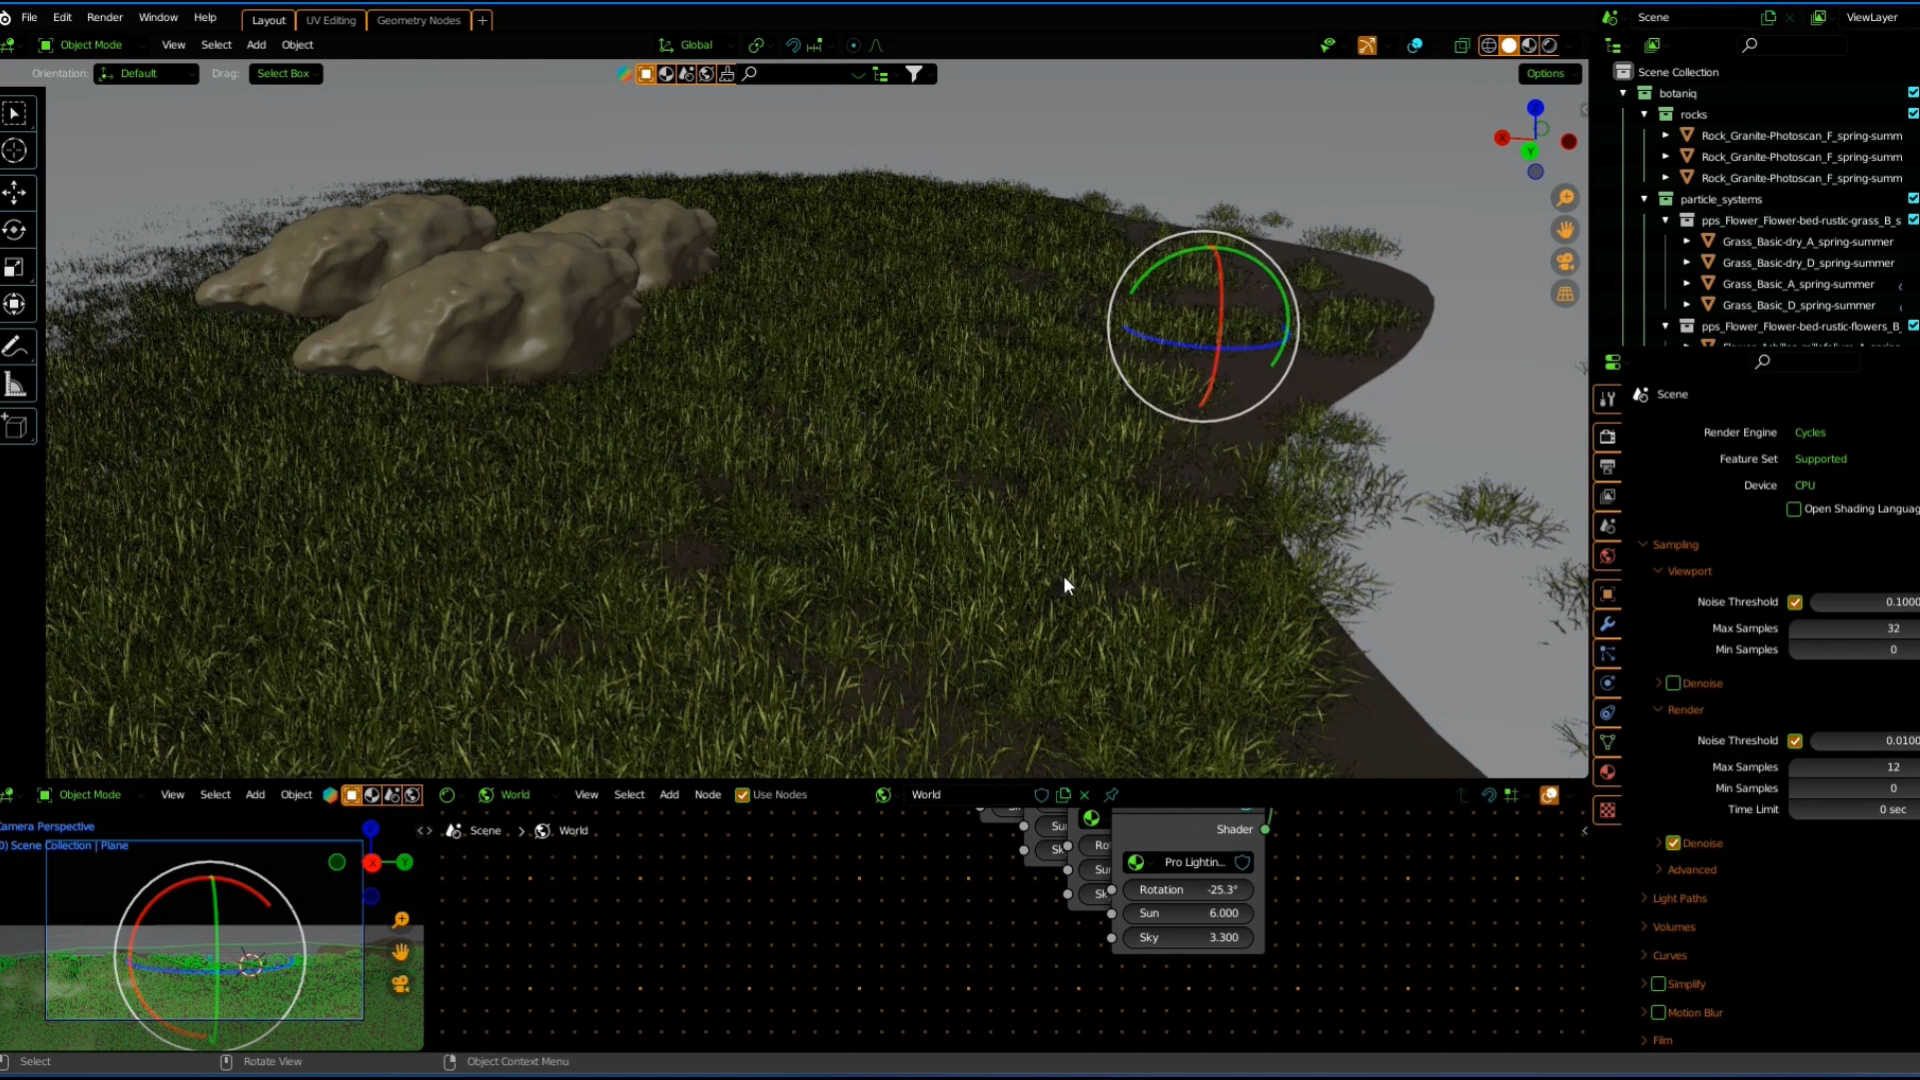 File Edit Render Window Help Layout UV Editing Geometry Nodes + Scene ViewLayer
Object Mode View Select Add Object Global
Orientation: Default Drag: Select Box Options
Scene Collection
botaniq
rocks
Rock_Granite-Photoscan_F_spring-summ
Rock_Granite-Photoscan_F_spring-summ
Rock_Granite-Photoscan_F_spring-summ
particle_systems
pps_Flower_Flower-bed-rustic-grass_B_s
Grass_Basic-dry_A_spring-summer
Grass_Basic-dry_D_spring-summer
Grass_Basic_A_spring-summer
Grass_Basic_D_spring-summer
pps_Flower_Flower-bed-rustic-flowers_B_
Scene
Render Engine Cycles
Feature Set Supported
Device CPU
Open Shading Languag
Sampling
Viewport
Noise Threshold 0.1000
Max Samples 32
Min Samples 0
Denoise
Render
Noise Threshold 0.0100
Max Samples 12
Min Samples 0
Time Limit 0 sec
Denoise
Advanced
Light Paths
Volumes
Curves
Simplify
Motion Blur
Film
X
Y
Z
Object Mode View Select Add Object World View Select Add Node Use Nodes World
Camera Perspective
0) Scene Collection | Plane
Z
X
Y
Scene > World
Shader
Su
Sk
Ro
Su
Sk
Pro Lightin...
Rotation -25.3°
Sun 6.000
Sky 3.300
Select Rotate View Object Context Menu